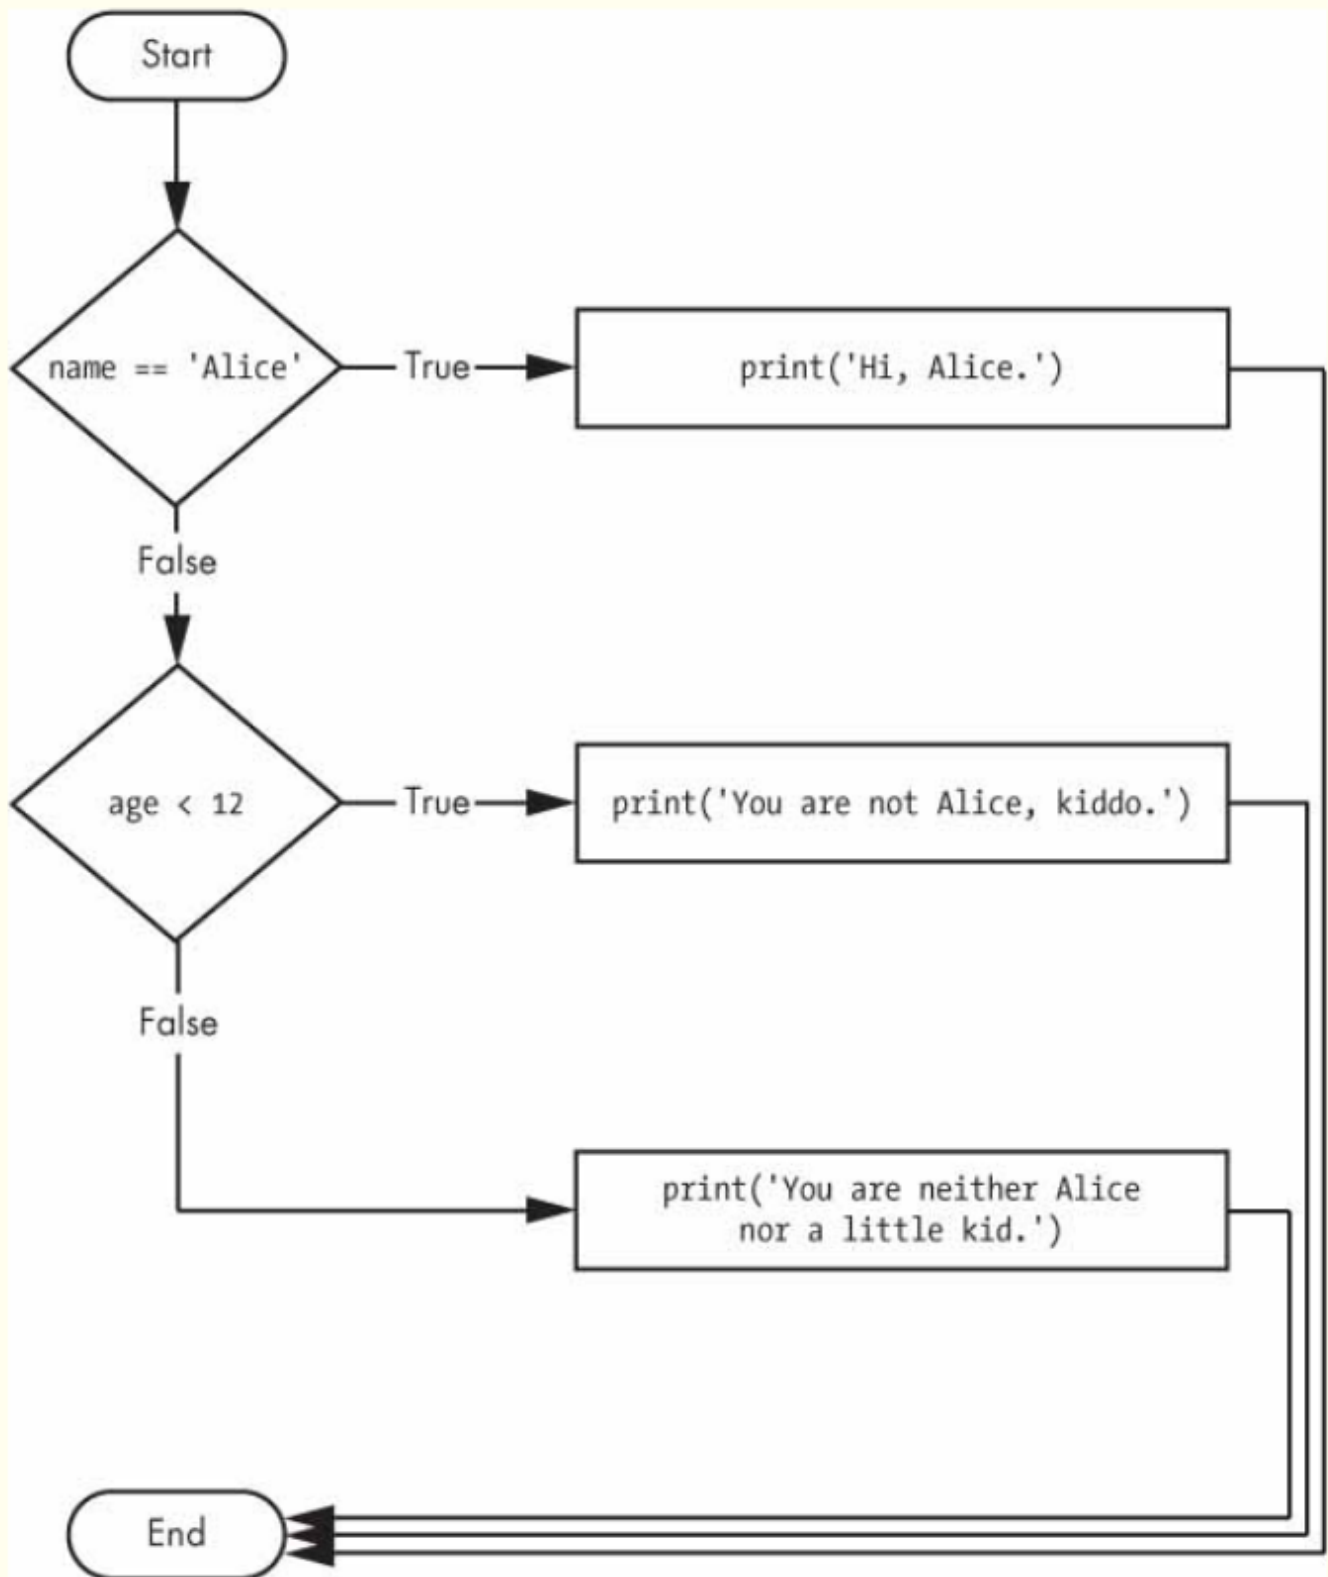 Start
name == 'Alice'
True
print('Hi, Alice.')
False
age < 12
True
print('You are not Alice, kiddo.')
False
print('You are neither Alice
nor a little kid.')
End